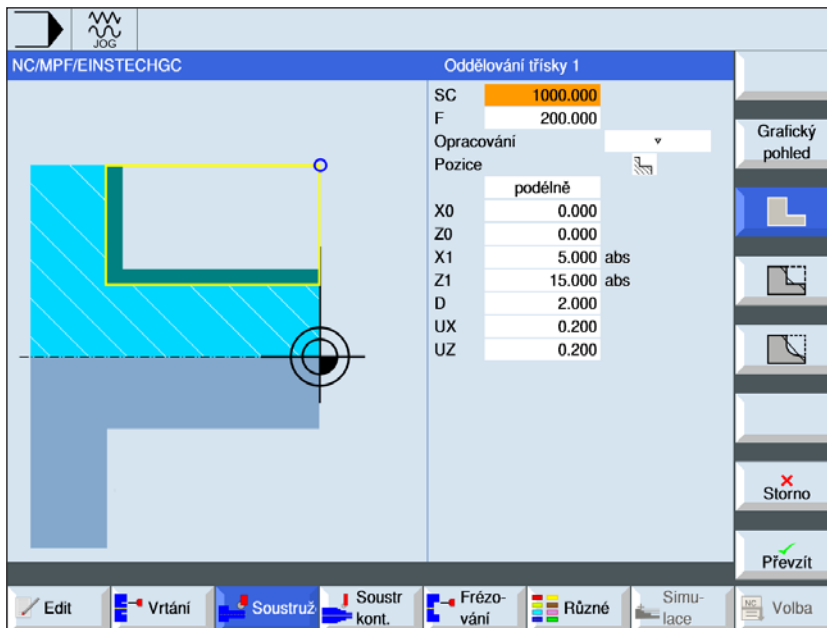 JOG
NC/MPF/EINSTECHGC
Oddělování třísky 1
SC 1000.000
F 200.000
Opracování
Pozice
podélně
X0 0.000
Z0 0.000
X1 5.000 abs
Z1 15.000 abs
D 2.000
UX 0.200
UZ 0.200
Grafický
pohled
Storno
Převzít
Edit
Vrtání
Soustruž
Soustr
kont.
Frézo-
vání
Různé
Simu-
lace
NC
Volba